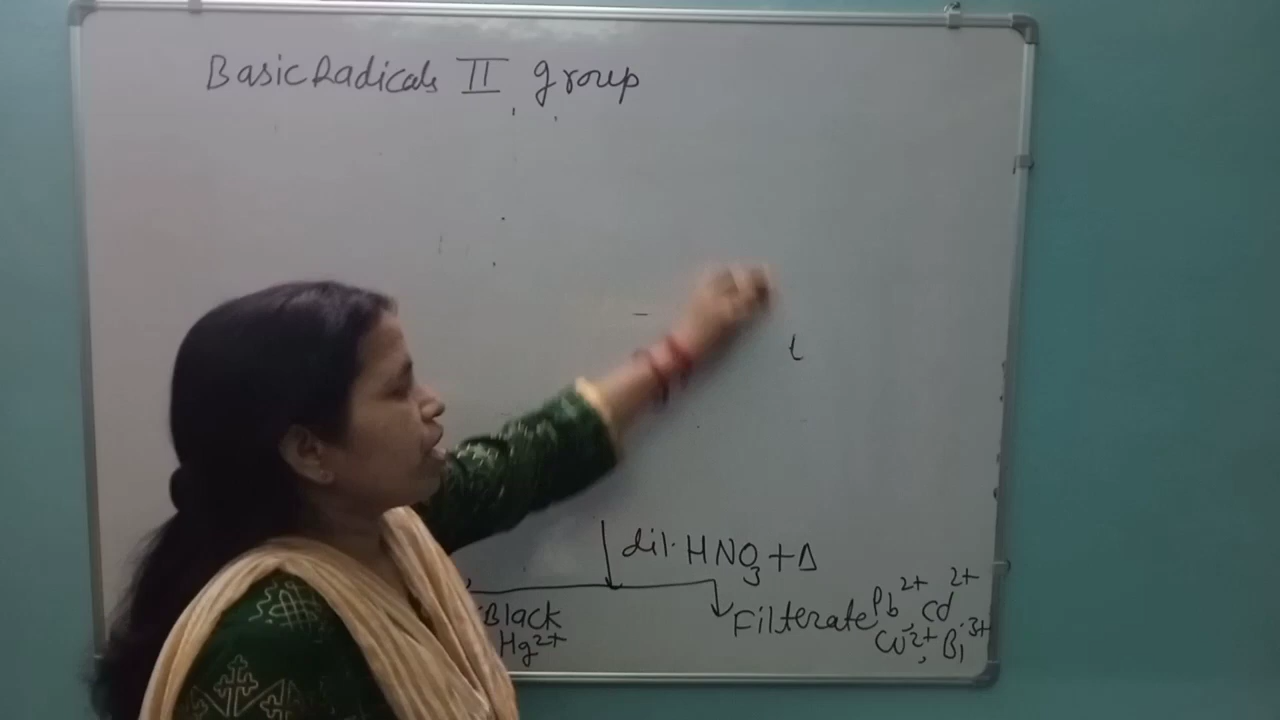 Basic Radicals II group
dil. HNO3 + Δ
Black
Hg2+
Filterate Pb2+, Cd2+
Cu2+, Bi3+